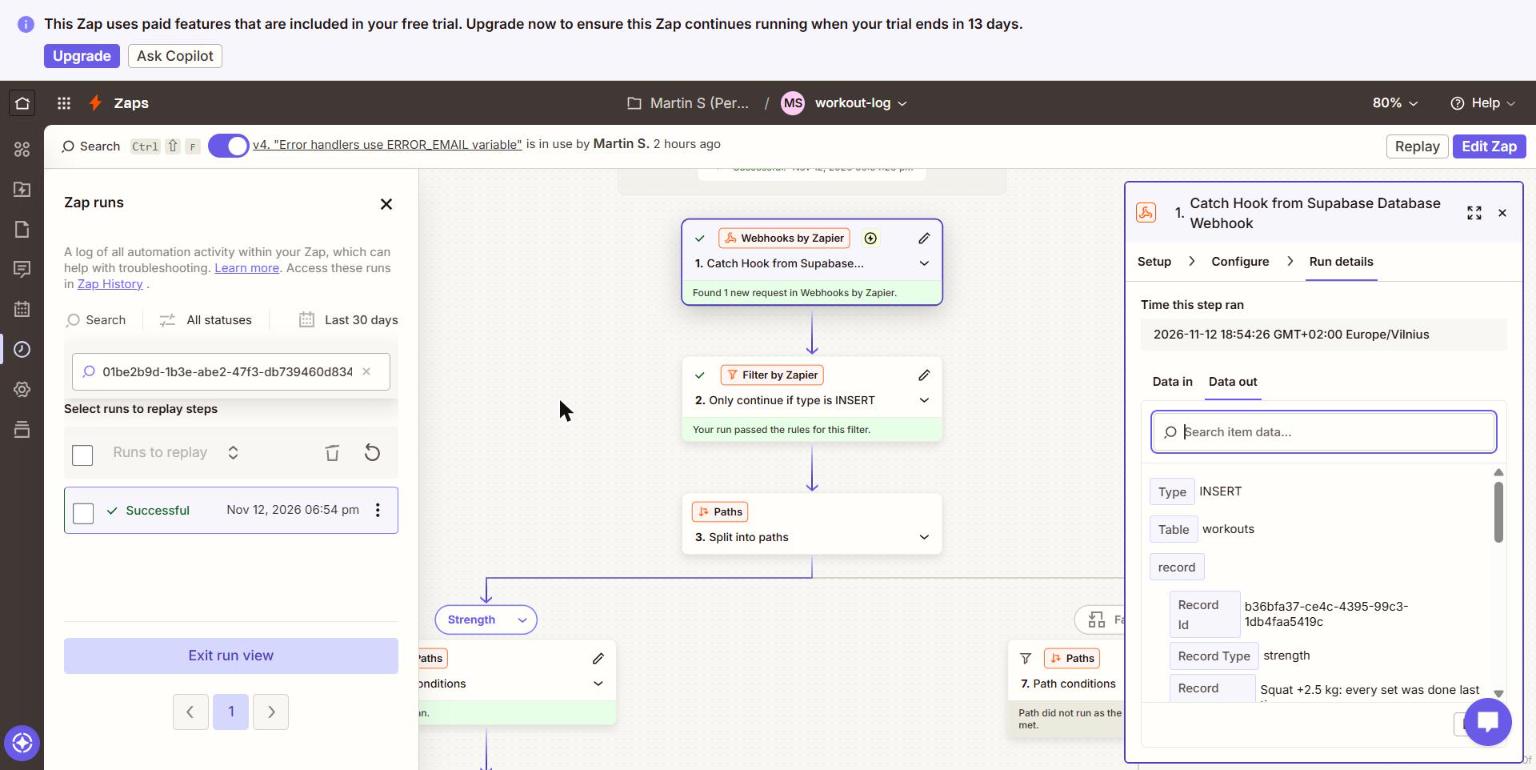 This Zap uses paid features that are included in your free trial. Upgrade now to ensure this Zap continues running when your trial ends in 13 days.
Upgrade
Ask Copilot
Zaps
Martin S (Per...
/
MS
workout-log
80%
Help
Search
Ctrl
F
v4. "Error handlers use ERROR_EMAIL variable" is in use by Martin S. 2 hours ago
Replay
Edit Zap
Zap runs
A log of all automation activity within your Zap, which can
help with troubleshooting. Learn more. Access these runs
in Zap History .
Search
All statuses
Last 30 days
01be2b9d-1b3e-abe2-47f3-db739460d834
Select runs to replay steps
Runs to replay
Successful
Nov 12, 2026 06:54 pm
Exit run view
1
Webhooks by Zapier
1. Catch Hook from Supabase...
Found 1 new request in Webhooks by Zapier.
Filter by Zapier
2. Only continue if type is INSERT
Your run passed the rules for this filter.
Paths
3. Split into paths
Strength
Paths
onditions
an.
Fa
Paths
7. Path conditions
Path did not run as the
met.
1. Catch Hook from Supabase Database
Webhook
Setup
Configure
Run details
Time this step ran
2026-11-12 18:54:26 GMT+02:00 Europe/Vilnius
Data in
Data out
Search item data...
Type
INSERT
Table
workouts
record
Record
Id
b36bfa37-ce4c-4395-99c3-
1db4faa5419c
Record Type
strength
Record
Squat +2.5 kg: every set was done last